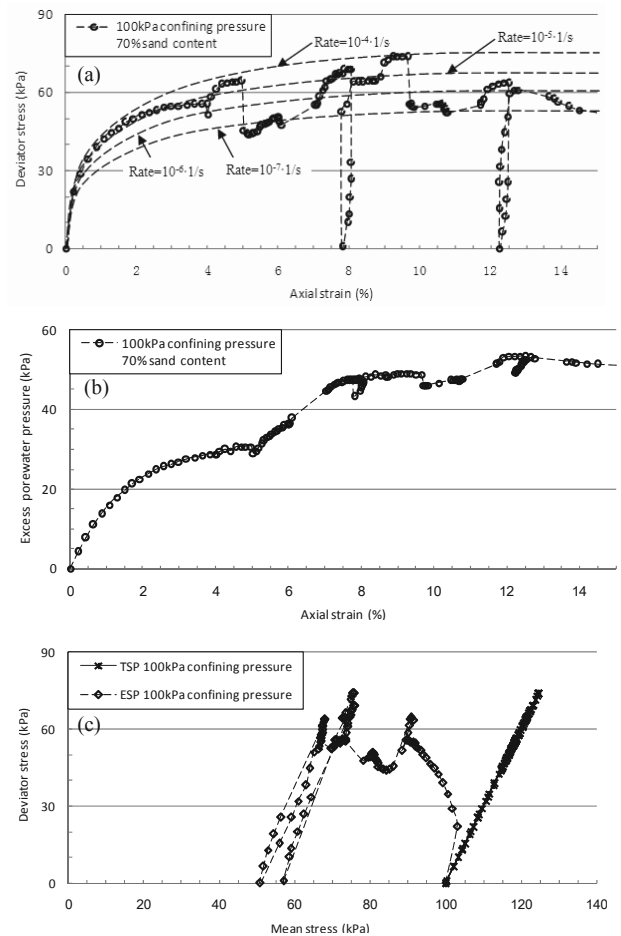 90
100kPa confining pressure
70% sand content
Rate=10-4·1/s
Rate=10-5·1/s
(a)
Deviator stress (kPa)
60
30
Rate=10-6·1/s
Rate=10-7·1/s
0
0 2 4 6 8 10 12 14
Axial strain (%)
60
100kPa confining pressure
70% sand content
(b)
Excess porewater pressure (kPa)
40
20
0
0 2 4 6 8 10 12 14
Axial strain (%)
90
TSP 100kPa confining pressure
ESP 100kPa confining pressure
(c)
Deviator stress (kPa)
60
30
0
0 20 40 60 80 100 120 140
Mean stress (kPa)